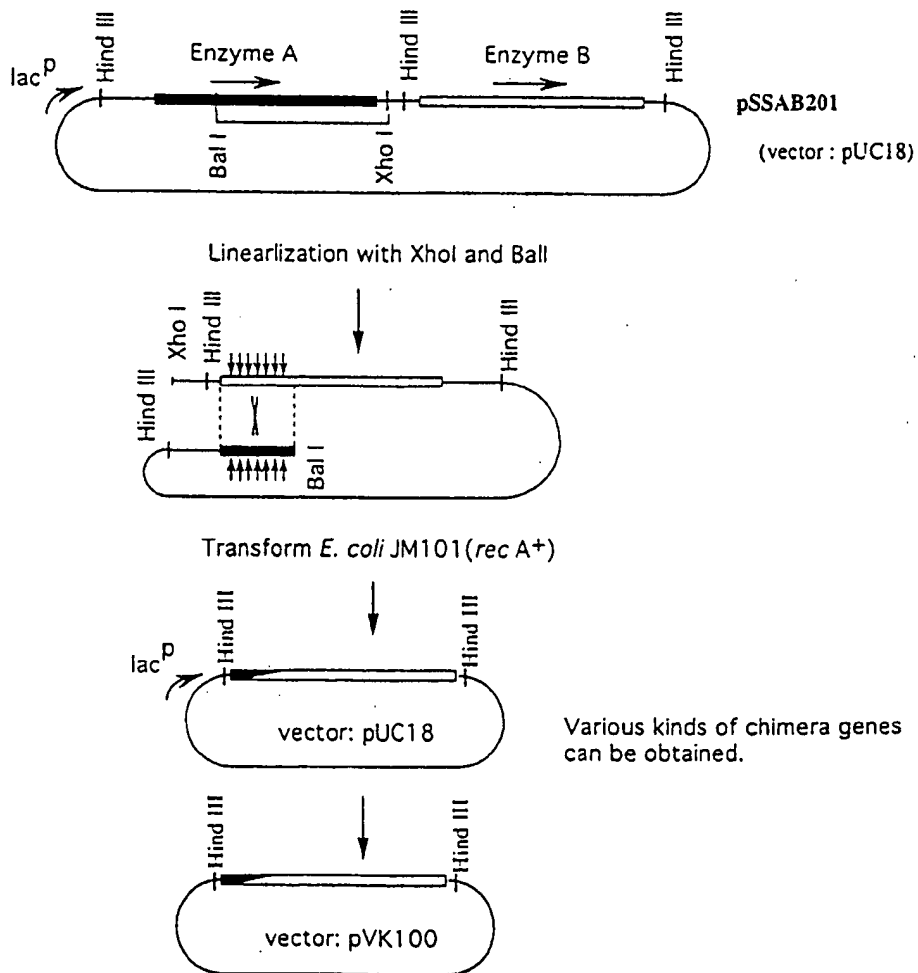 lac P
Hind III
Enzyme A
Hind III
Enzyme B
Hind III
pSSAB201
(vector : pUC18)
Bal I
Xho I
Linearlization with XhoI and BalI
Xho I
Hind III
Hind III
Hind III
Bal I
Transform E. coli JM101(rec A+)
lac P
Hind III
Hind III
vector: pUC18
Various kinds of chimera genes
can be obtained.
Hind III
Hind III
vector: pVK100